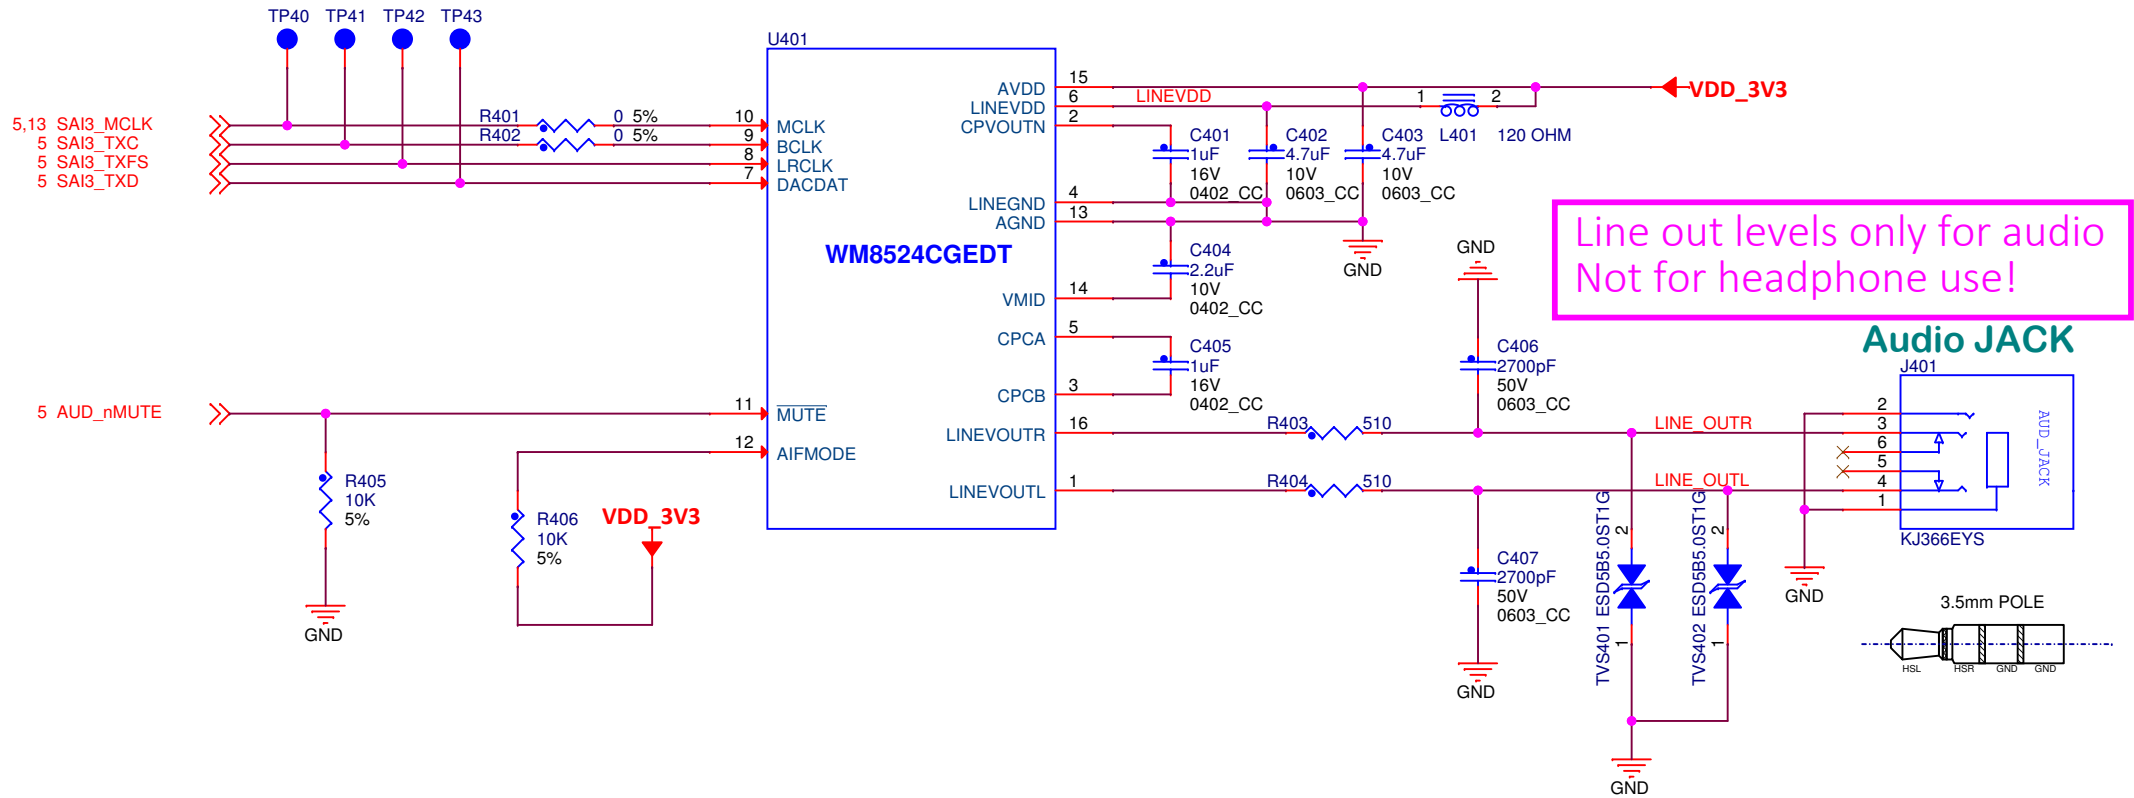 TP40 TP41 TP42 TP43
U401
5,13 SAI3_MCLK
5 SAI3_TXC
5 SAI3_TXFS
5 SAI3_TXD
R401 0 5%
R402 0 5%
10 MCLK
9 BCLK
8 LRCLK
7 DACDAT
WM8524CGEDT
5 AUD_nMUTE
11 MUTE
12 AIFMODE
R405
10K
5%
GND
R406
10K
5%
VDD_3V3
AVDD 15
LINEVDD 6
CPVOUTN 2
LINEGND 4
AGND 13
VMID 14
CPCA 5
CPCB 3
LINEVOUTR 16
LINEVOUTL 1
LINEVDD
1 2
L401 120 OHM
VDD_3V3
C401
1uF
16V
0402_CC
C402
4.7uF
10V
0603_CC
C403
4.7uF
10V
0603_CC
GND
C404
2.2uF
10V
0402_CC
C405
1uF
16V
0402_CC
GND
C406
2700pF
50V
0603_CC
R403 510
R404 510
C407
2700pF
50V
0603_CC
GND
Line out levels only for audio
Not for headphone use!
Audio JACK
J401
LINE_OUTR
LINE_OUTL
2
3
6
5
4
1
AUD_JACK
KJ366EYS
GND
TVS401 ESD5B5.0ST1G
2
1
TVS402 ESD5B5.0ST1G
2
1
GND
3.5mm POLE
HSL HSR GND GND